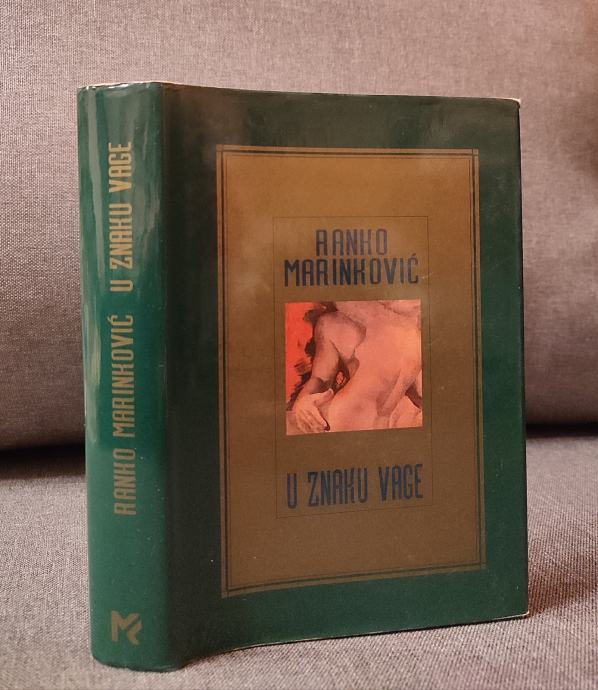 RANKO MARINKOVIĆ U ZNAKU VAGE
RANKO
MARINKOVIĆ
U ZNAKU VAGE